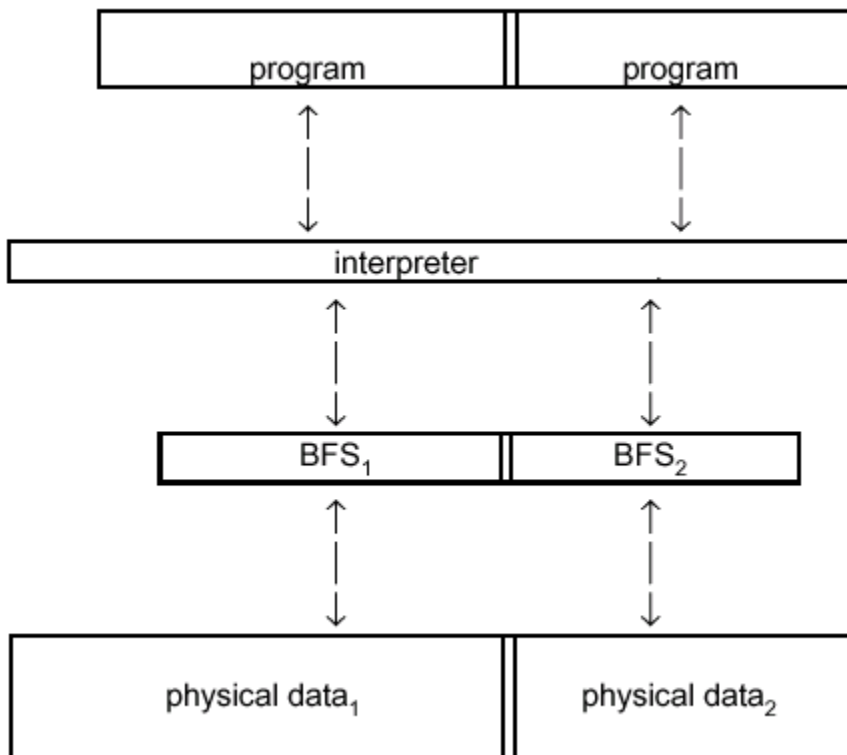 program program
interpreter
BFS₁ BFS₂
physical data₁ physical data₂